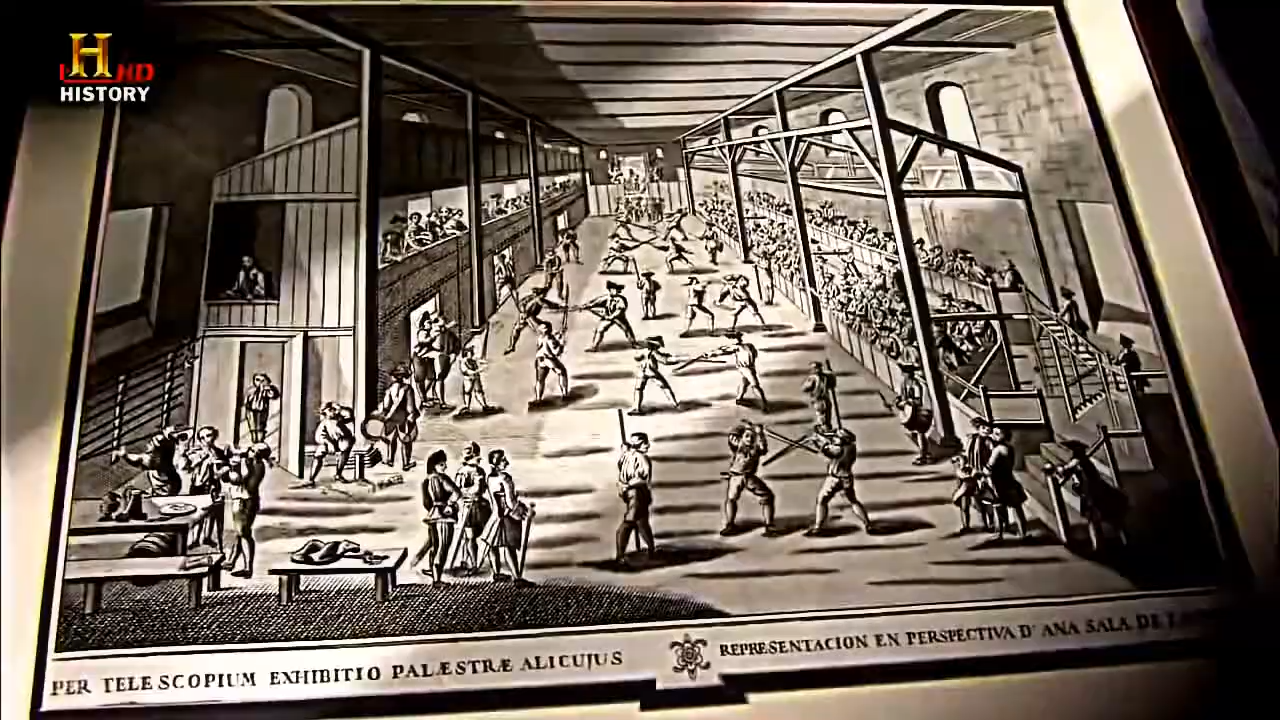 HD
HISTORY
PER TELESCOPIUM EXHIBITIO PALÆSTRÆ ALICUJUS
REPRESENTACION EN PERSPECTIVA D' ANA SALA DE